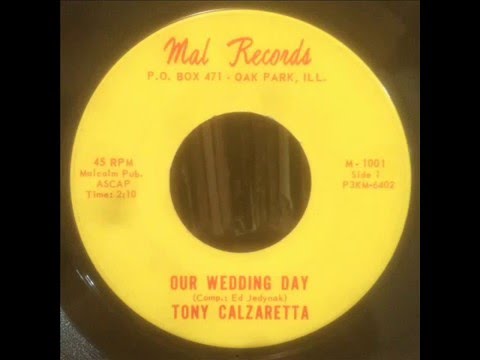 Mal Records
P.O. BOX 471 - OAK PARK, ILL.
45 RPM
Malcolm Pub.
ASCAP
Time: 2:10
M-1001
Side 1
P3KM-6402
OUR WEDDING DAY
(Comp.: Ed Jedynak)
TONY CALZARETTA